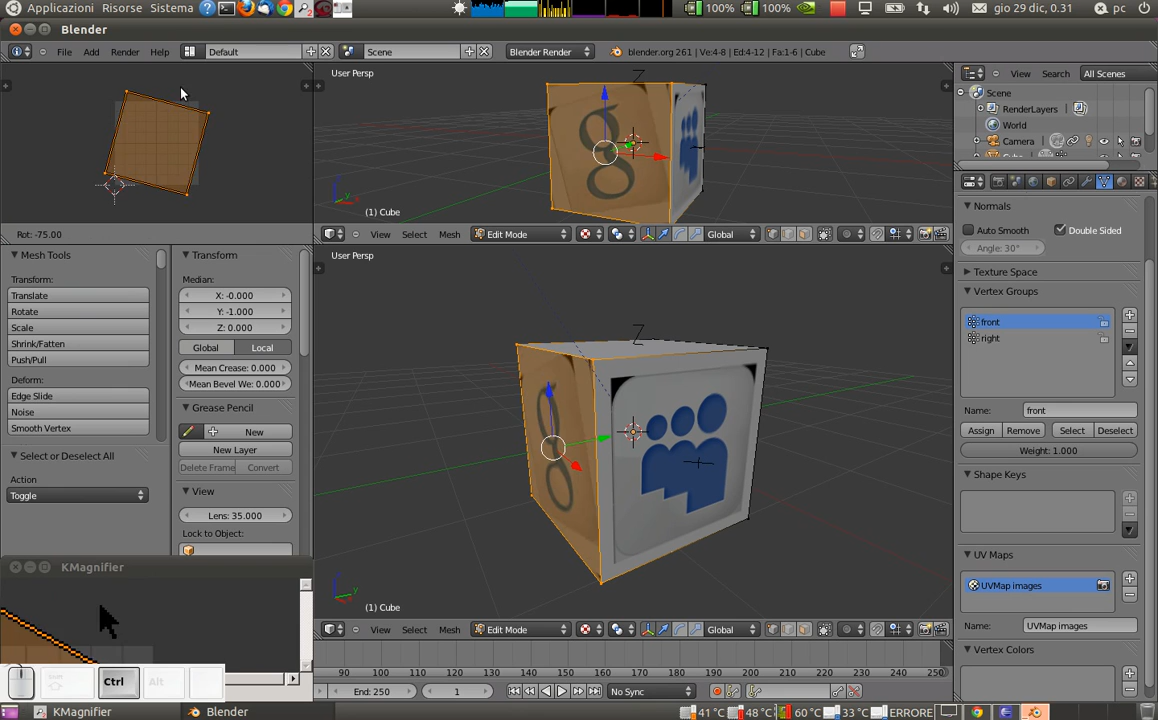 Applicazioni Risorse Sistema 100% 100% gio 29 dic, 0.31 pc
Blender
File Add Render Help Default Scene Blender Render blender.org 261 | Ve:4-8 | Ed:4-12 | Fa:1-6 | Cube
User Persp
Z
g
(1) Cube
View Search All Scenes
Scene
RenderLayers
World
Camera
Rot: -75.00
View Select Mesh Edit Mode Global
Mesh Tools
Transform:
Translate
Rotate
Scale
Shrink/Fatten
Push/Pull
Deform:
Edge Slide
Noise
Smooth Vertex
Select or Deselect All
Action
Toggle
Transform
Median:
X: -0.000
Y: -1.000
Z: 0.000
Global Local
Mean Crease: 0.000
Mean Bevel We: 0.000
Grease Pencil
New
New Layer
Delete Frame Convert
View
Lens: 35.000
Lock to Object:
User Persp
Z
g
(1) Cube
View Select Mesh Edit Mode Global
Normals
Auto Smooth Double Sided
Angle: 30°
Texture Space
Vertex Groups
front
right
Name: front
Assign Remove Select Deselect
Weight: 1.000
Shape Keys
UV Maps
UVMap images
Name: UVMap images
Vertex Colors
KMagnifier
Shift
Ctrl Alt
90 100 110 120 130 140 150 160 170 180 190 200 210 220 230 240 250
End: 250 1 No Sync
KMagnifier Blender 41 °C 48 °C 60 °C 33 °C ERRORE